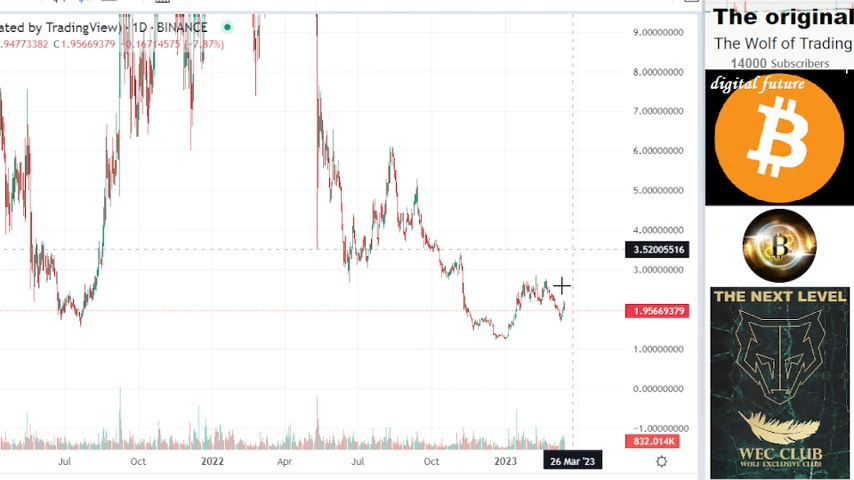 ated by TradingView) · 1D · BINANCE
.94773382 C1.95669379 −0.16714575 (−7.87%)
9.00000000
8.00000000
7.00000000
6.00000000
5.00000000
4.00000000
3.52005516
3.00000000
1.95669379
1.00000000
0.00000000
−1.00000000
832.014K
Jul
Oct
2022
Apr
Jul
Oct
2023
26 Mar '23
The original
The Wolf of Trading
14000 Subscribers
digital future
THE NEXT LEVEL
WEC CLUB
WOLF EXCLUSIVE CLUB